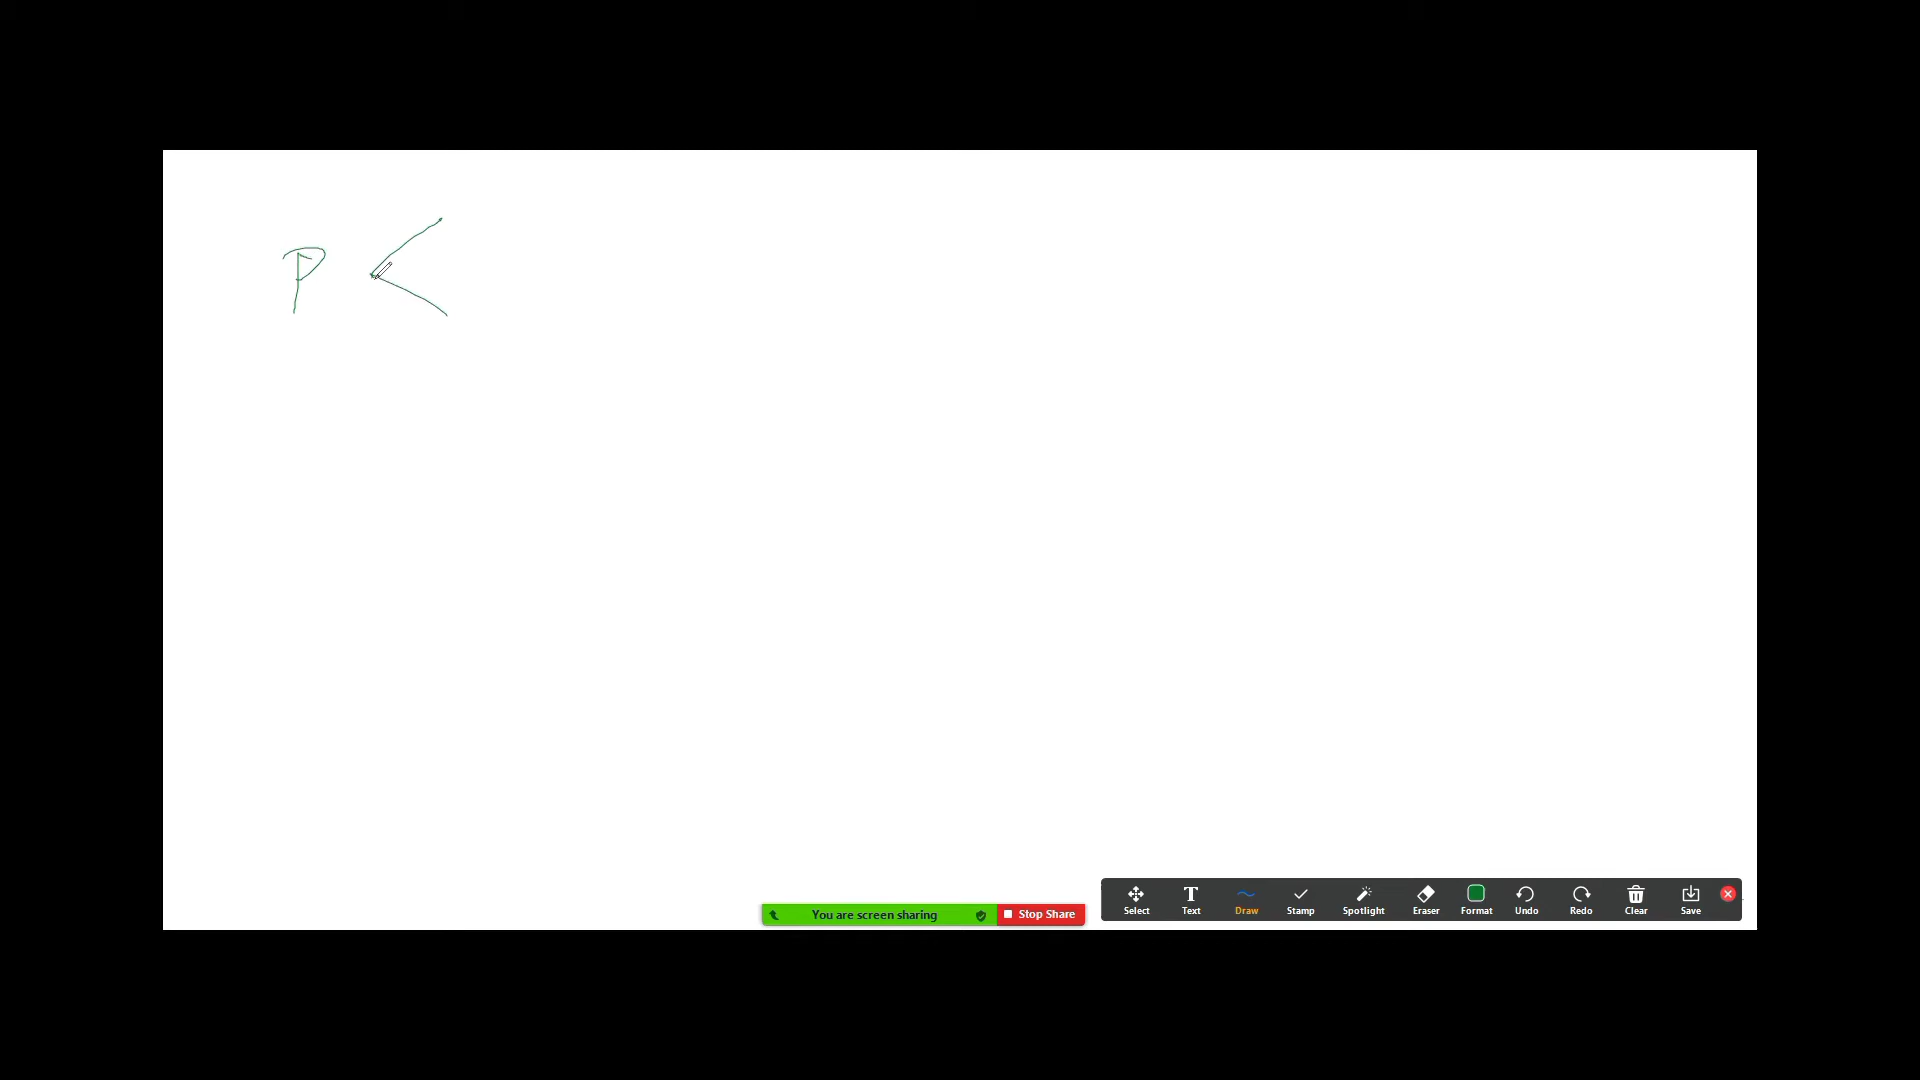 P <
You are screen sharing Stop Share
Select Text Draw Stamp Spotlight Eraser Format Undo Redo Clear Save